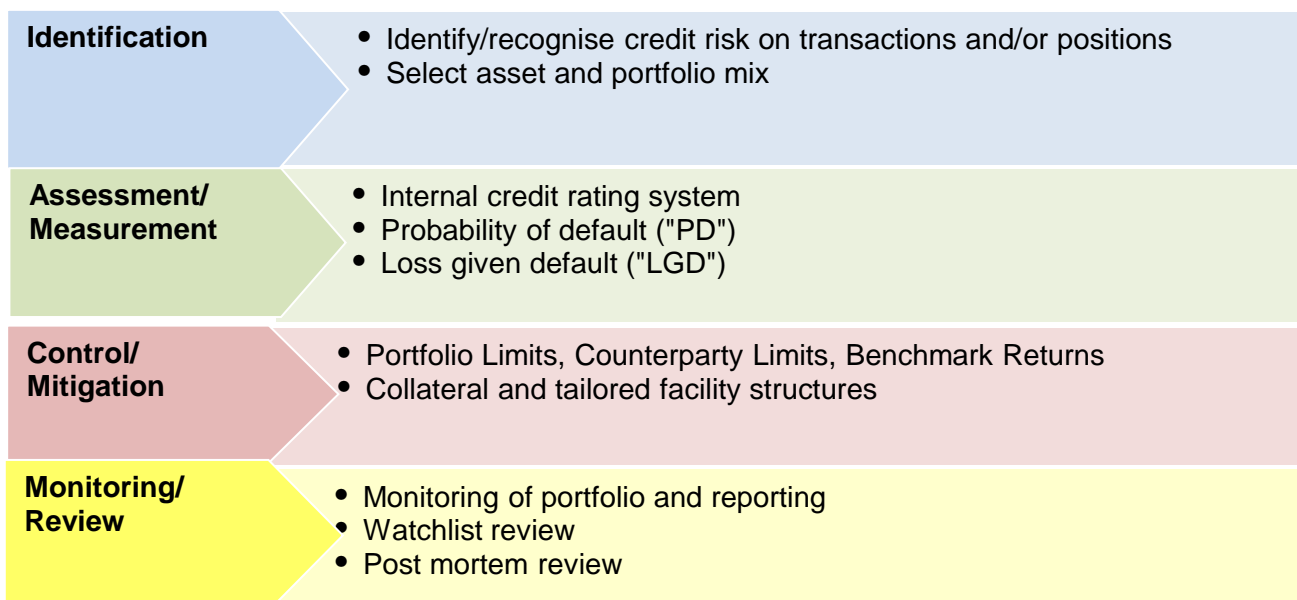 Identification
• Identify/recognise credit risk on transactions and/or positions
• Select asset and portfolio mix
Assessment/
Measurement
• Internal credit rating system
• Probability of default ("PD")
• Loss given default ("LGD")
Control/
Mitigation
• Portfolio Limits, Counterparty Limits, Benchmark Returns
• Collateral and tailored facility structures
Monitoring/
Review
• Monitoring of portfolio and reporting
• Watchlist review
• Post mortem review